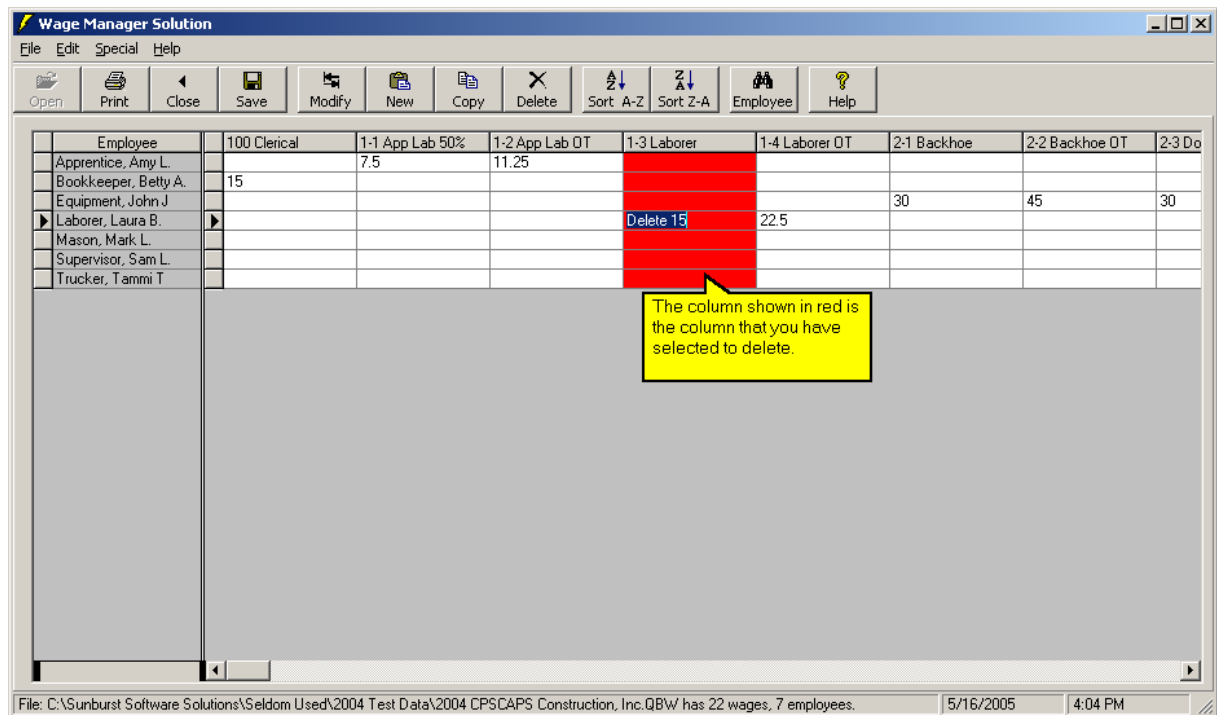 Wage Manager Solution
File Edit Special Help
Open Print Close Save Modify New Copy Delete Sort A-Z Sort Z-A Employee Help
Employee 100 Clerical 1-1 App Lab 50% 1-2 App Lab OT 1-3 Laborer 1-4 Laborer OT 2-1 Backhoe 2-2 Backhoe OT 2-3 Do
Apprentice, Amy L. 7.5 11.25
Bookkeeper, Betty A. 15
Equipment, John J 30 45 30
Laborer, Laura B. Delete 15 22.5
Mason, Mark L.
Supervisor, Sam L.
Trucker, Tammi T
The column shown in red is
the column that you have
selected to delete.
File: C:\Sunburst Software Solutions\Seldom Used\2004 Test Data\2004 CPSCAPS Construction, Inc.QBW has 22 wages, 7 employees. 5/16/2005 4:04 PM